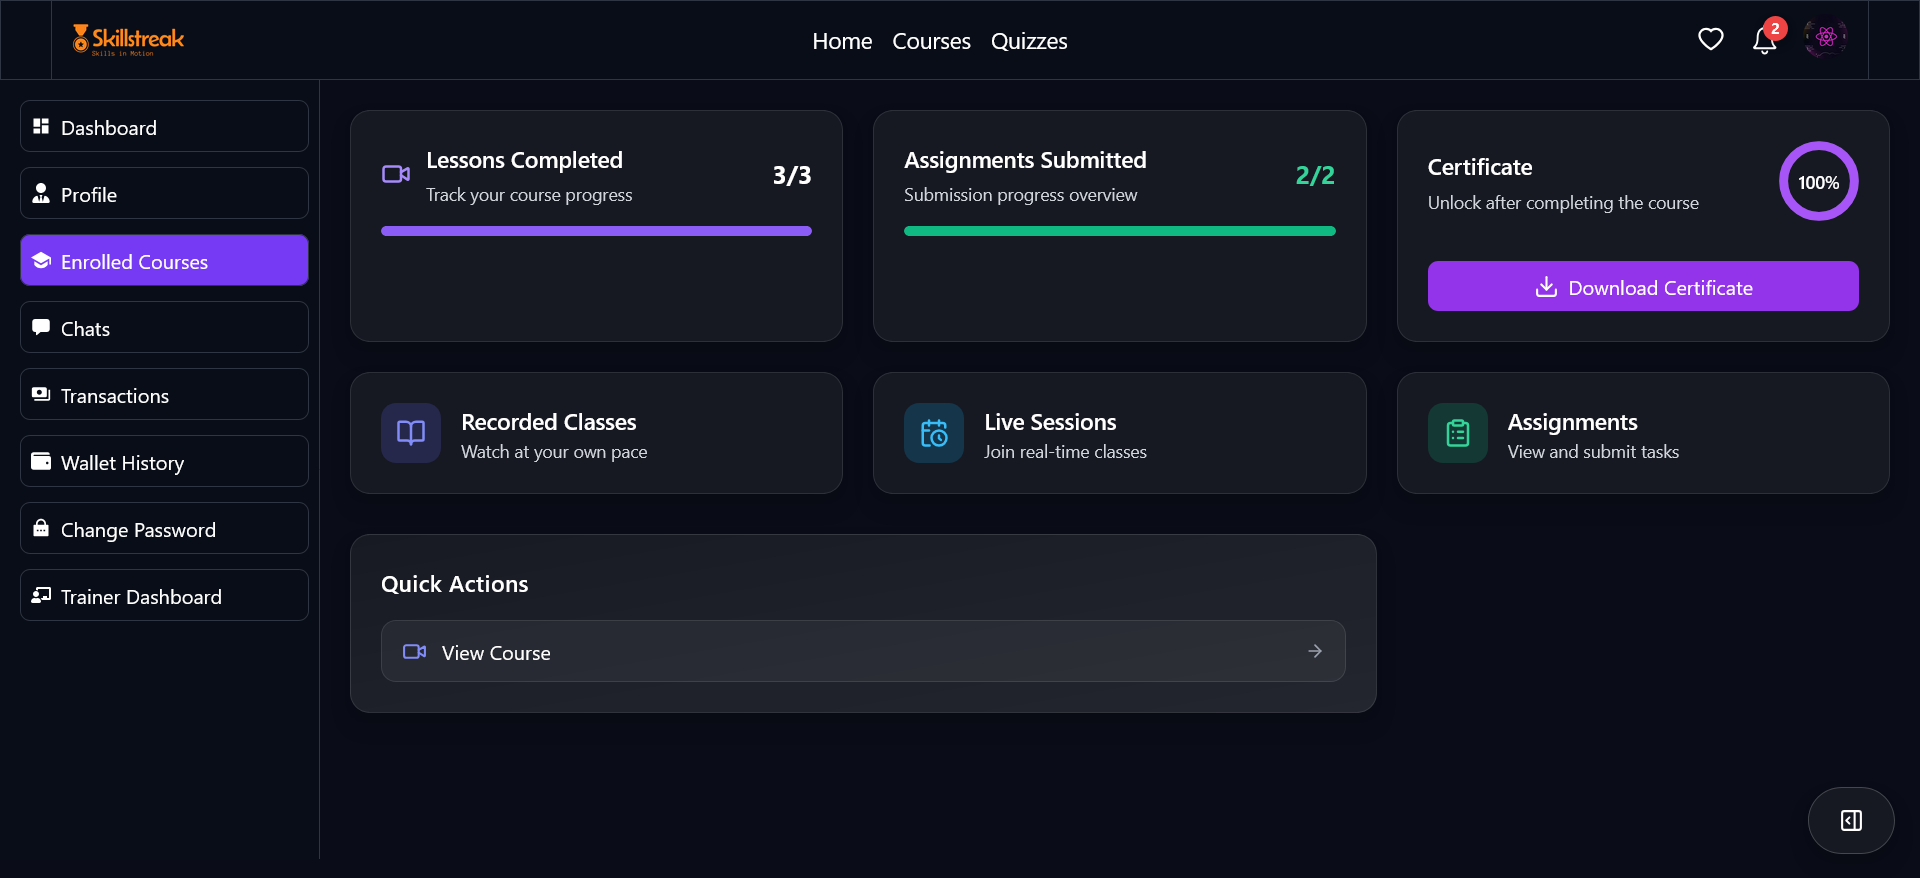 Skillstreak
Skills in Motion
Home Courses Quizzes
2
Dashboard
Profile
Enrolled Courses
Chats
Transactions
Wallet History
Change Password
Trainer Dashboard
Lessons Completed
Track your course progress
3/3
Assignments Submitted
Submission progress overview
2/2
Certificate
Unlock after completing the course
100%
Download Certificate
Recorded Classes
Watch at your own pace
Live Sessions
Join real-time classes
Assignments
View and submit tasks
Quick Actions
View Course